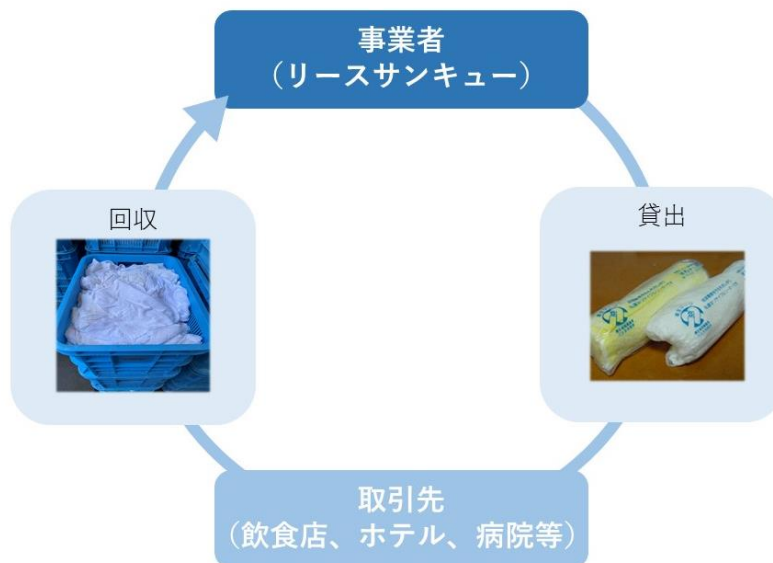 事業者
（リースサンキュー）
回収
貸出
取引先
（飲食店、ホテル、病院等）